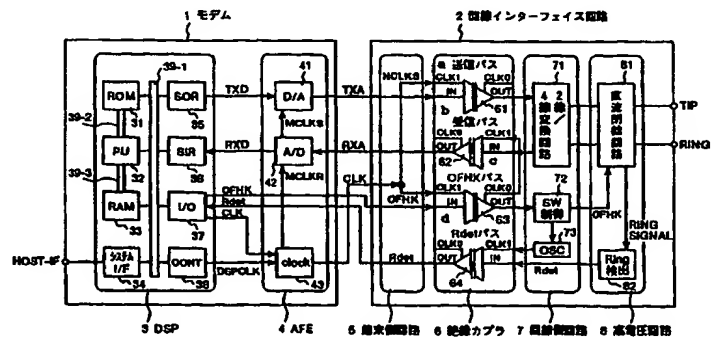 1 モデム
2 回線インターフェイス回路
39-1
41
a 送信パス
71
81
ROM
SOR
TXD
D/A
TXA
CLK1
CLK0
IN
OUT
4線/2線変換回路
直流閉結回路
TIP
39-2
31
35
MCLKS
b
61
受信パス
PU
SIR
RXD
A/D
RXA
CLK0
CLK1
OUT
IN
RING
39-3
32
36
42
MCLKR
CLK
62
c
OFHKパス
72
RAM
I/O
OFHK
Rdet
CLK
OFHK
CLK1
CLK0
IN
OUT
SW制御
OFHK
33
37
d
63
73
RING SIGNAL
Rdetパス
HOST-IF
システムI/F
CONT
DSPCLK
clock
Rdet
CLK0
CLK1
OUT
IN
OSC
Rdet
Ring検出
34
38
43
64
82
3 DSP
4 AFE
5 端末側回路
6 絶縁カプラ
7 回線側回路
8 高電圧回路